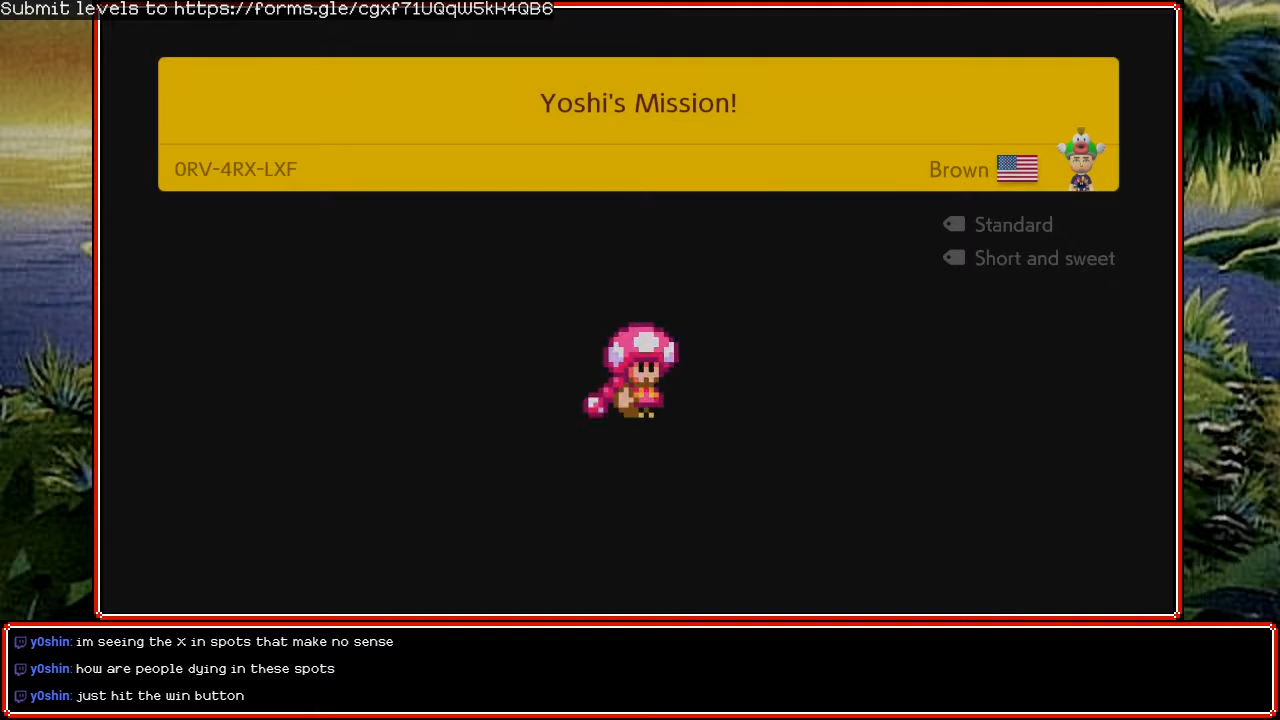 Submit levels to https://forms.gle/cgxf71UQqW5kH4QB6
Yoshi's Mission!
0RV-4RX-LXF
Brown
Standard
Short and sweet
y0shin: im seeing the X in spots that make no sense
y0shin: how are people dying in these spots
y0shin: just hit the win button